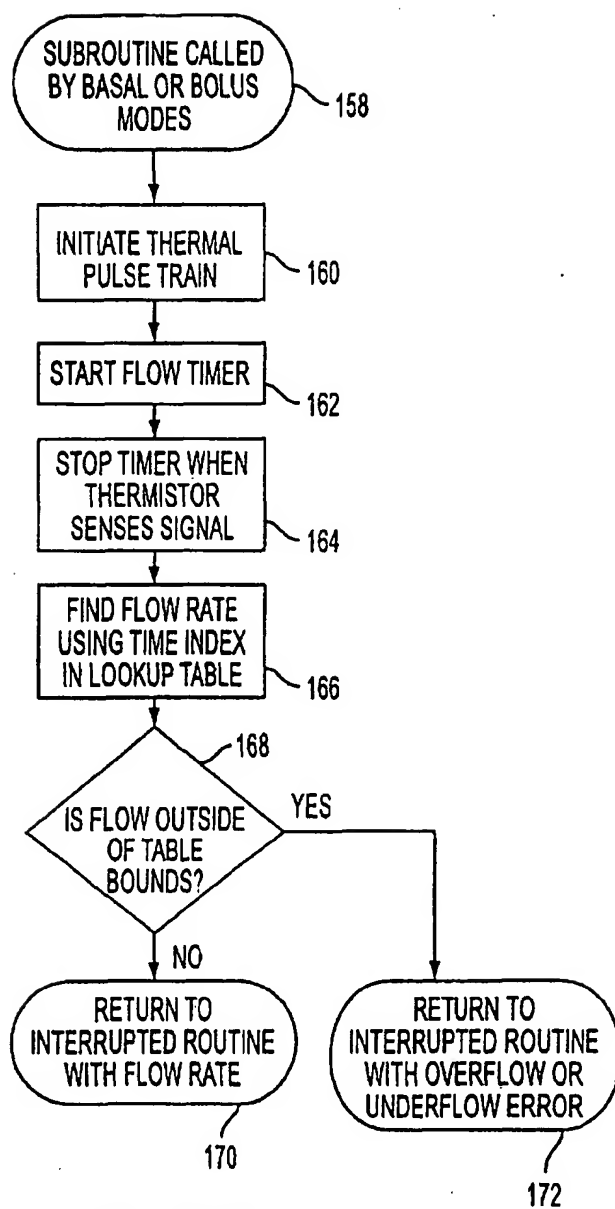 SUBROUTINE CALLED
BY BASAL OR BOLUS
MODES
158
INITIATE THERMAL
PULSE TRAIN
160
START FLOW TIMER
162
STOP TIMER WHEN
THERMISTOR
SENSES SIGNAL
164
FIND FLOW RATE
USING TIME INDEX
IN LOOKUP TABLE
166
168
IS FLOW OUTSIDE
OF TABLE
BOUNDS?
YES
NO
RETURN TO
INTERRUPTED ROUTINE
WITH FLOW RATE
170
RETURN TO
INTERRUPTED ROUTINE
WITH OVERFLOW OR
UNDERFLOW ERROR
172